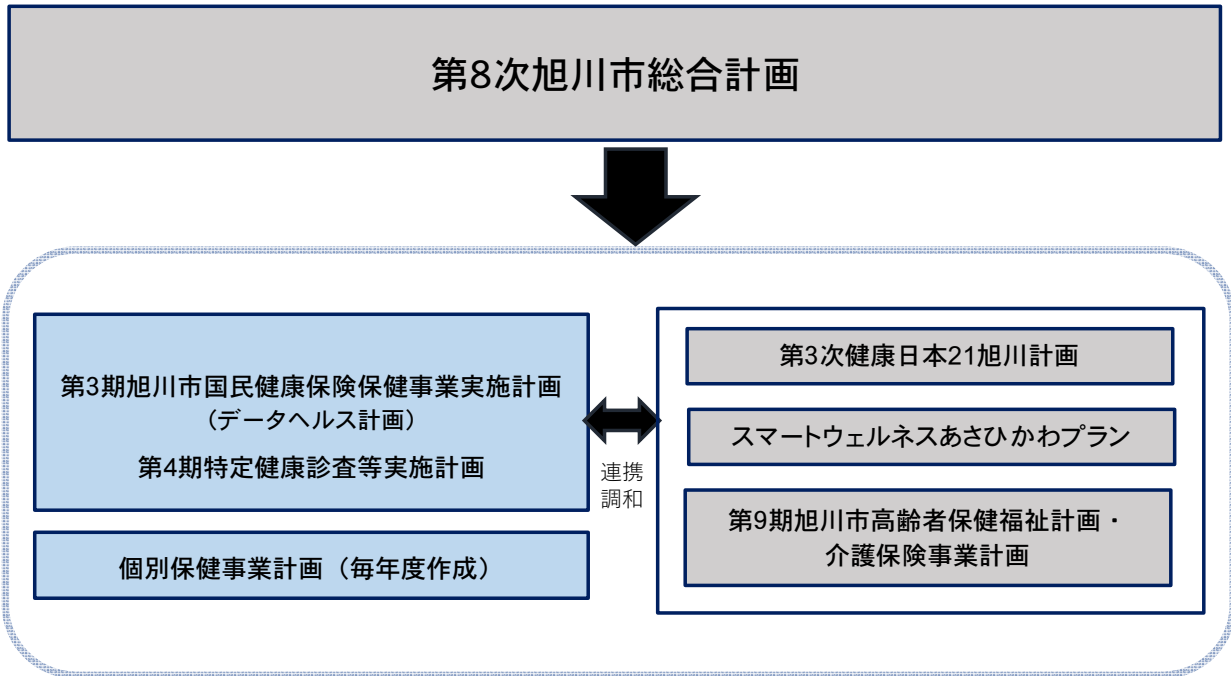 第8次旭川市総合計画
第3期旭川市国民健康保険保健事業実施計画
(データヘルス計画)
第4期特定健康診査等実施計画
個別保健事業計画（毎年度作成）
連携
調和
第3次健康日本21旭川計画
スマートウェルネスあさひかわプラン
第9期旭川市高齢者保健福祉計画・
介護保険事業計画